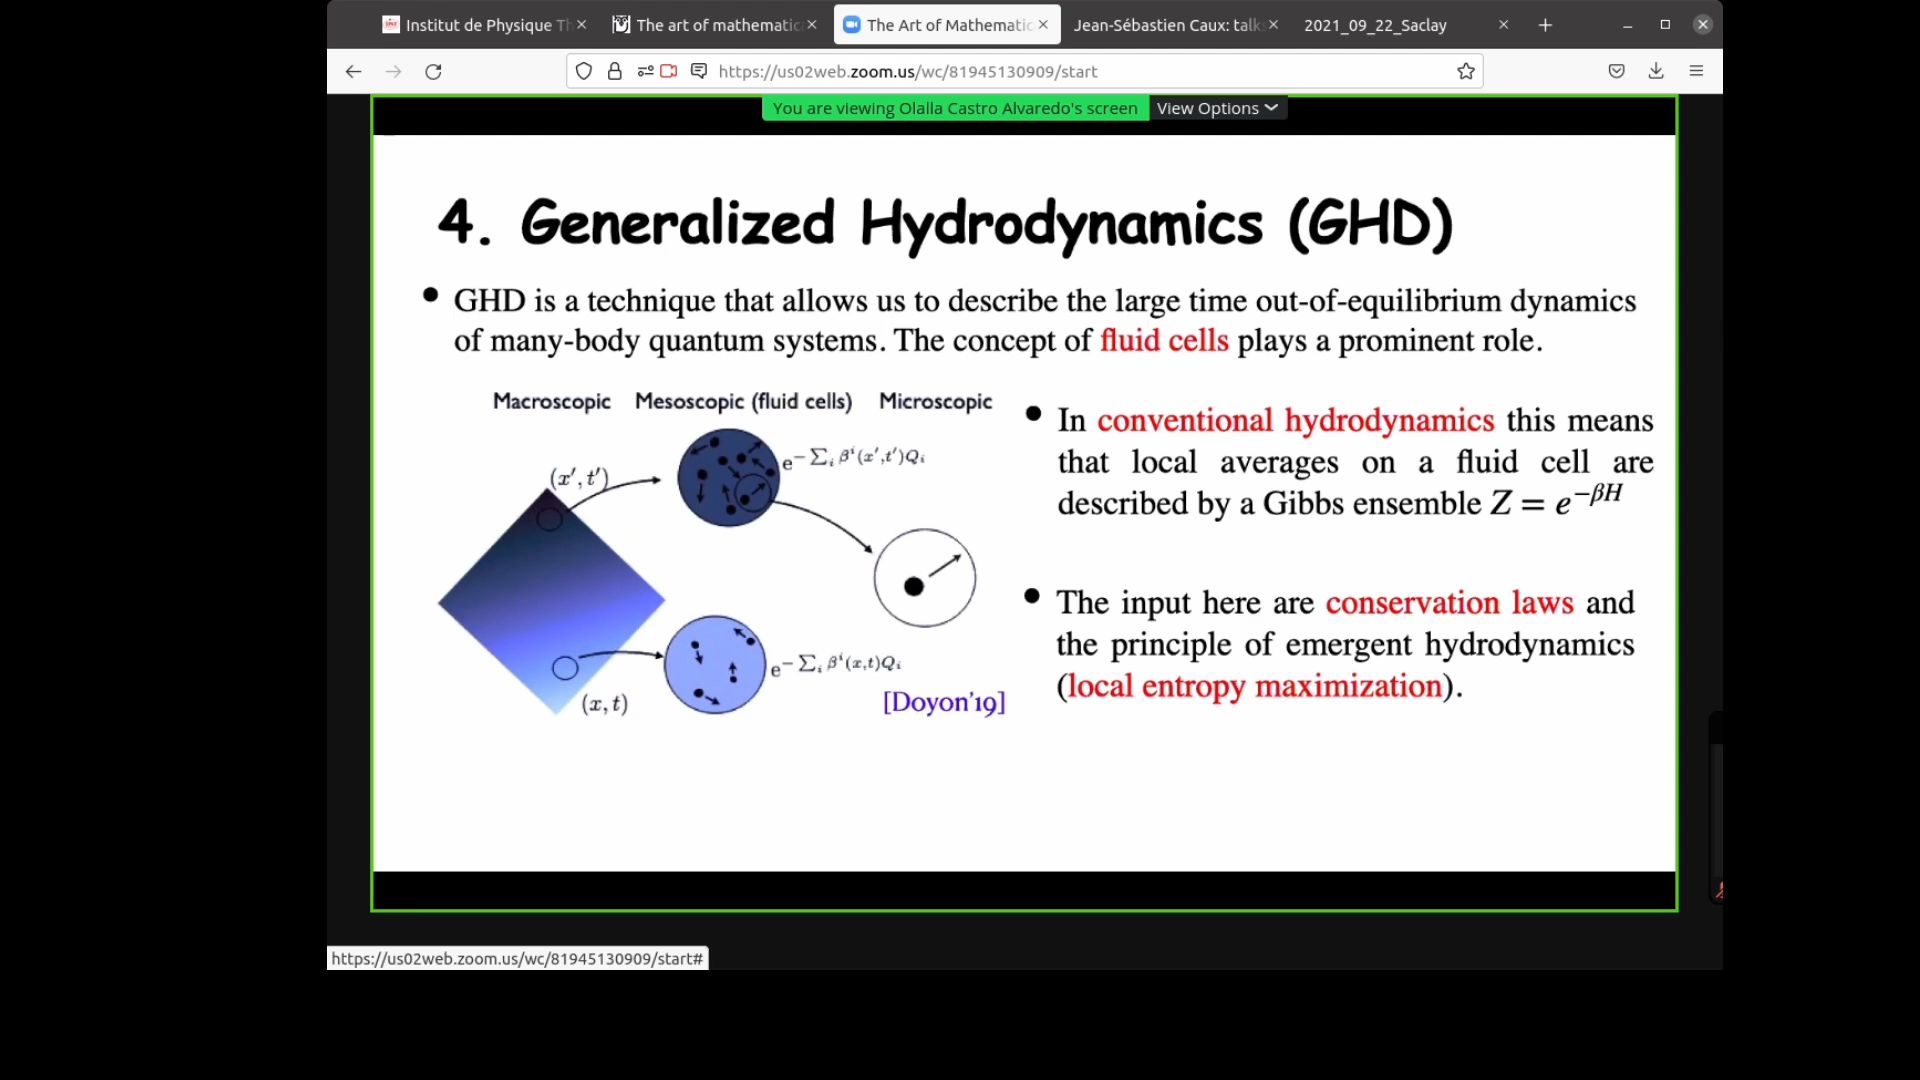 Institut de Physique Th
The art of mathematica
The Art of Mathematic
Jean-Sébastien Caux: talk
2021_09_22_Saclay
https://us02web.zoom.us/wc/81945130909/start
You are viewing Olalla Castro Alvaredo's screen View Options
4. Generalized Hydrodynamics (GHD)
• GHD is a technique that allows us to describe the large time out-of-equilibrium dynamics
of many-body quantum systems. The concept of fluid cells plays a prominent role.
Macroscopic Mesoscopic (fluid cells) Microscopic
(x′, t′)
e^{− ∑_i β^i(x′,t′)Q_i}
e^{− ∑_i β^i(x,t)Q_i}
(x, t)
[Doyon'19]
• In conventional hydrodynamics this means
that local averages on a fluid cell are
described by a Gibbs ensemble Z = e^{−βH}
• The input here are conservation laws and
the principle of emergent hydrodynamics
(local entropy maximization).
https://us02web.zoom.us/wc/81945130909/start#